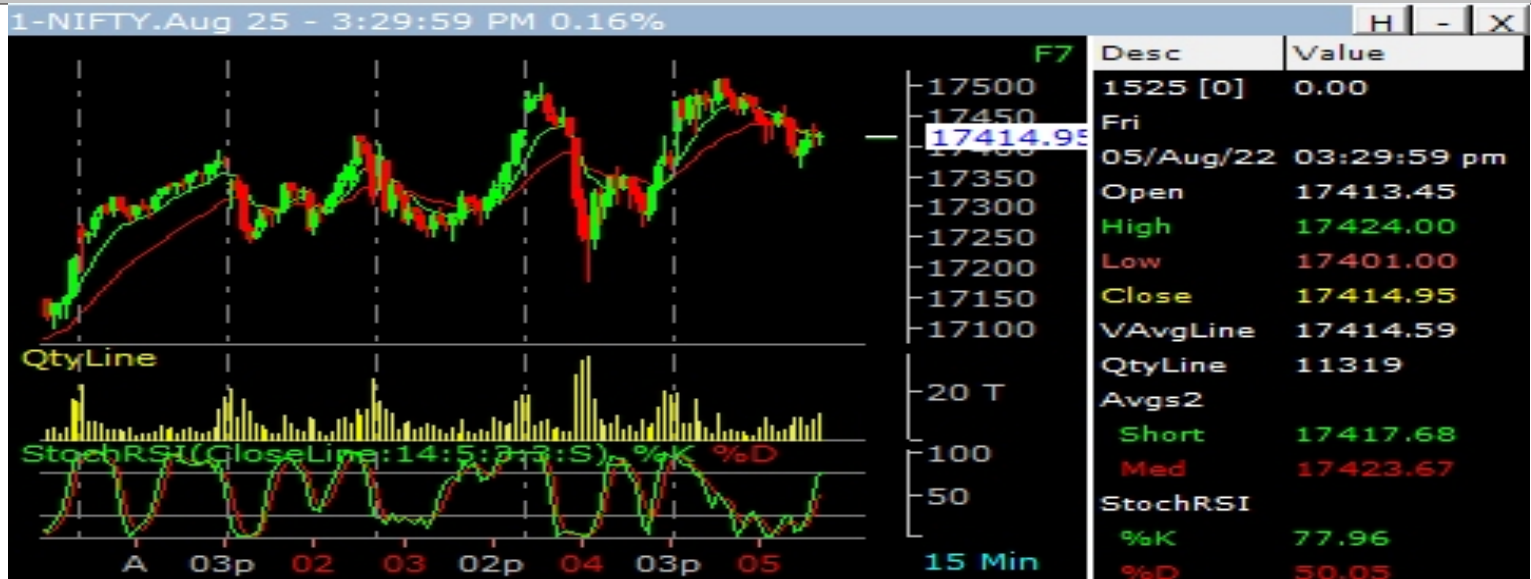 1-NIFTY.Aug 25 - 3:29:59 PM 0.16%
H - X
F7
17500
17450
17414.95
17400
17350
17300
17250
17200
17150
17100
QtyLine
20 T
StochRSI(CloseLine:14:5:3:3:S) %K %D
100
50
A 03p 02 03 02p 04 03p 05
15 Min
Desc Value
1525 [0] 0.00
Fri
05/Aug/22 03:29:59 pm
Open 17413.45
High 17424.00
Low 17401.00
Close 17414.95
VAvgLine 17414.59
QtyLine 11319
Avgs2
Short 17417.68
Med 17423.67
StochRSI
%K 77.96
%D 50.05